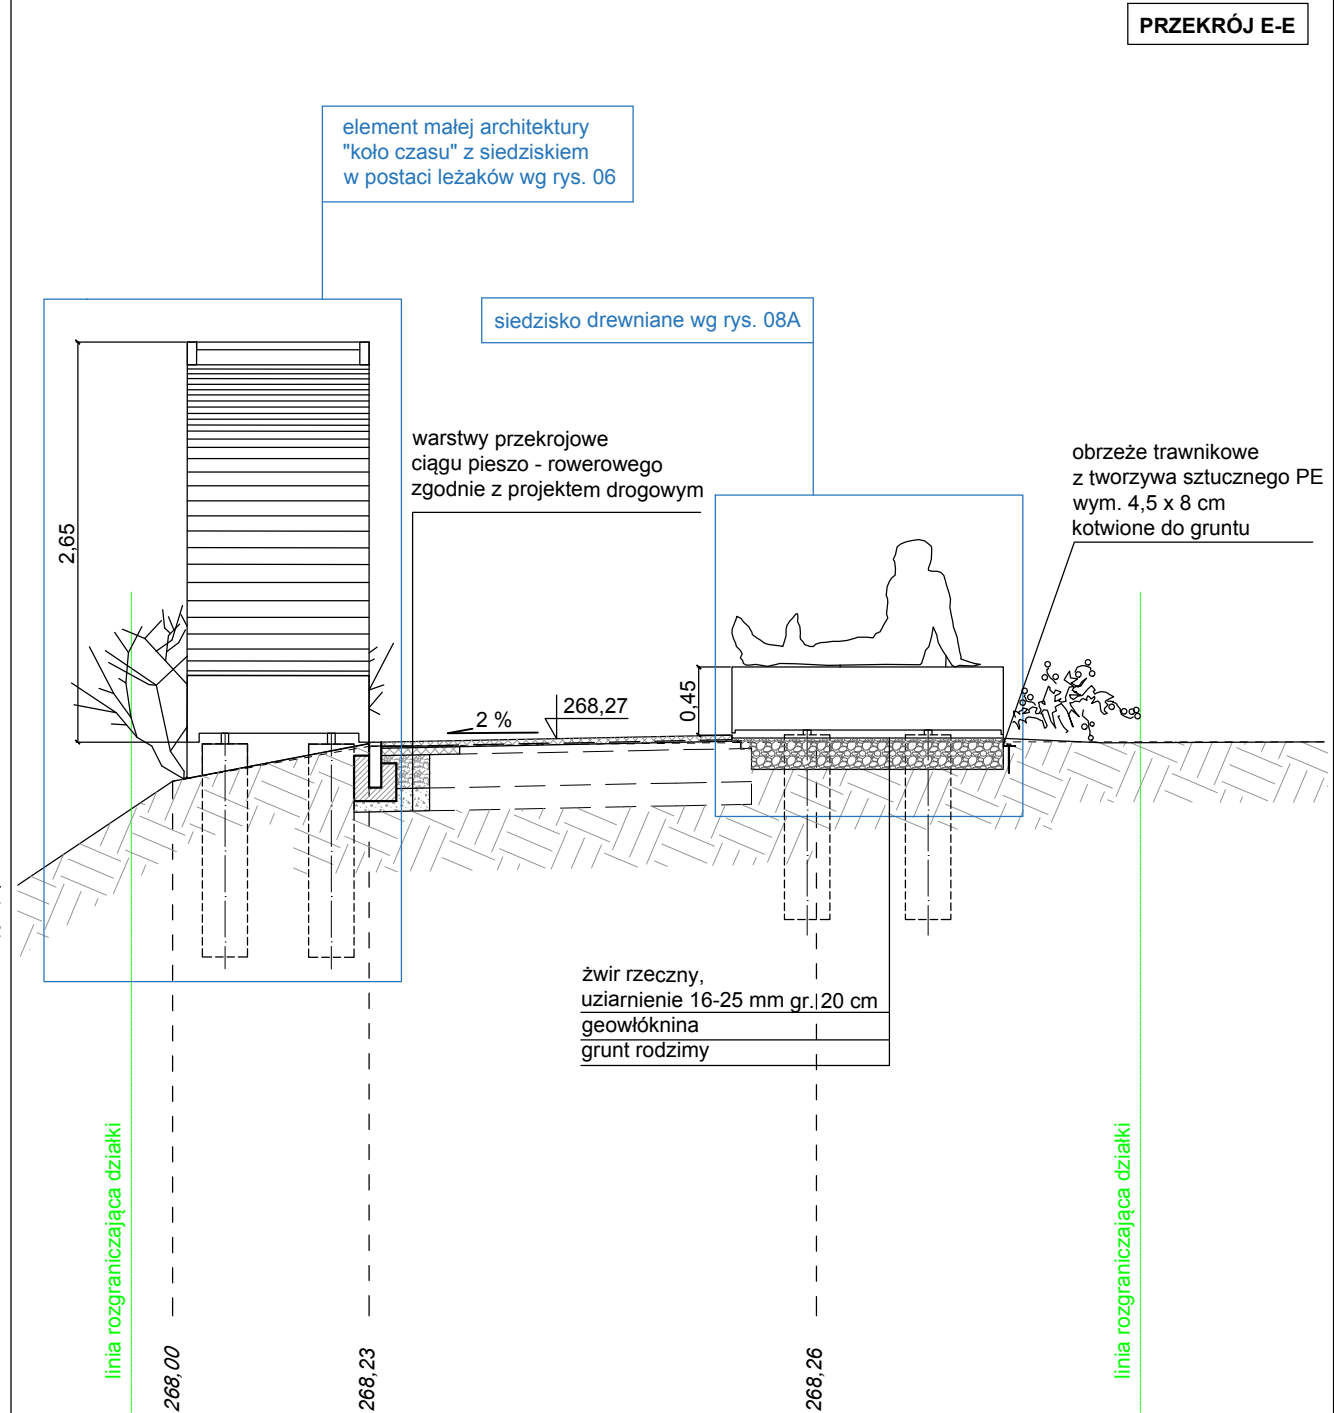 PRZEKRÓJ E-E
element małej architektury
"koło czasu" z siedziskiem
w postaci leżaków wg rys. 06
siedzisko drewniane wg rys. 08A
warstwy przekrojowe
ciągu pieszo - rowerowego
zgodnie z projektem drogowym
obrzeże trawnikowe
z tworzywa sztucznego PE
wym. 4,5 x 8 cm
kotwione do gruntu
2,65
2 %
268,27
0,45
żwir rzeczny,
uziarnienie 16-25 mm gr. 20 cm
geowłóknina
grunt rodzimy
linia rozgraniczająca działki
268,00
268,23
268,26
linia rozgraniczająca działki